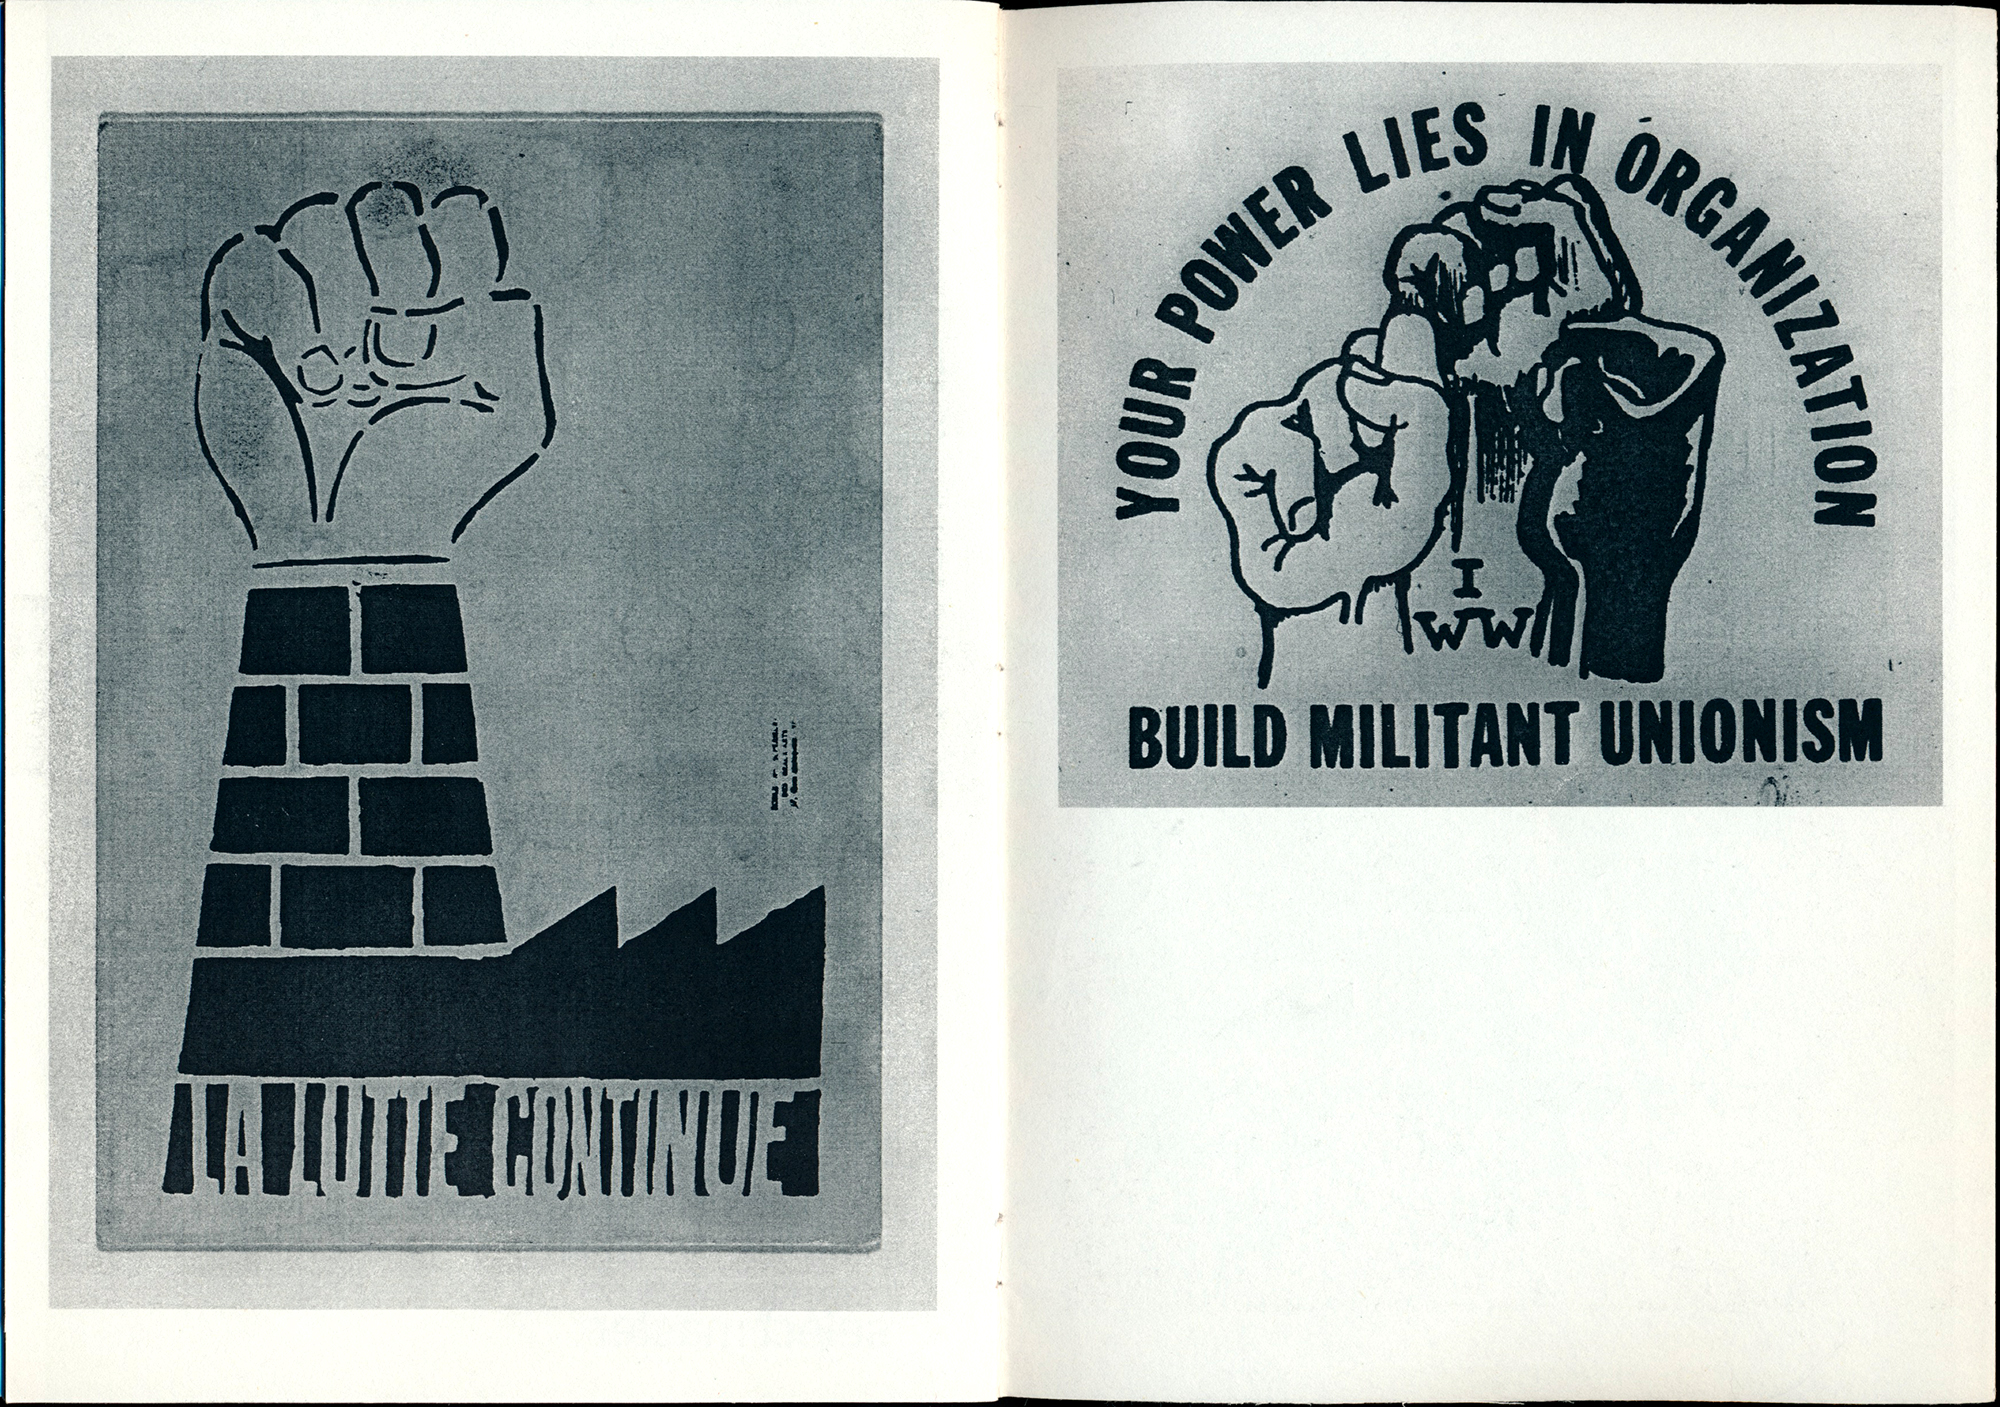 LA LUTTE CONTINUE
YOUR POWER LIES IN ORGANIZATION
I
WW
BUILD MILITANT UNIONISM